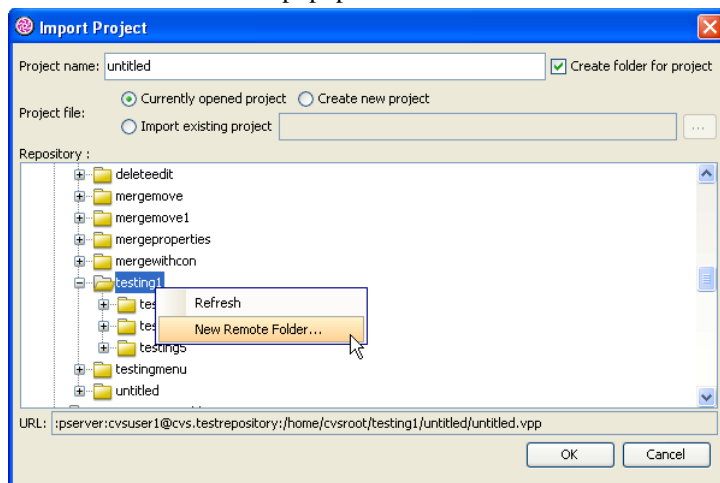 Import Project
Project name: untitled Create folder for project
Project file: Currently opened project Create new project
Import existing project ...
Repository :
deleteedit
mergemove
mergemove1
mergeproperties
mergewithcon
testing1
Refresh
New Remote Folder...
testing5
testingmenu
untitled
URL: :pserver:cvsuser1@cvs.testrepository:/home/cvsroot/testing1/untitled/untitled.vpp
OK Cancel